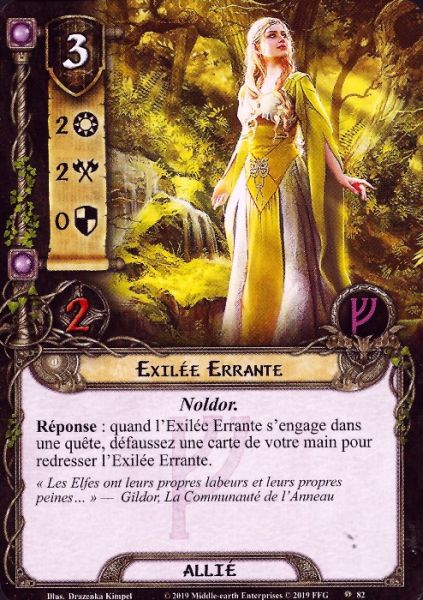 3
2
2
0
2
Exilée Errante
Noldor.
Réponse : quand l'Exilée Errante s'engage dans
une quête, défaussez une carte de votre main pour
redresser l'Exilée Errante.
« Les Elfes ont leurs propres labeurs et leurs propres
peines… » — Gildor, La Communauté de l'Anneau
ALLIÉ
Illus. Drazenka Kimpel © 2019 Middle-earth Enterprises © 2019 FFG 82